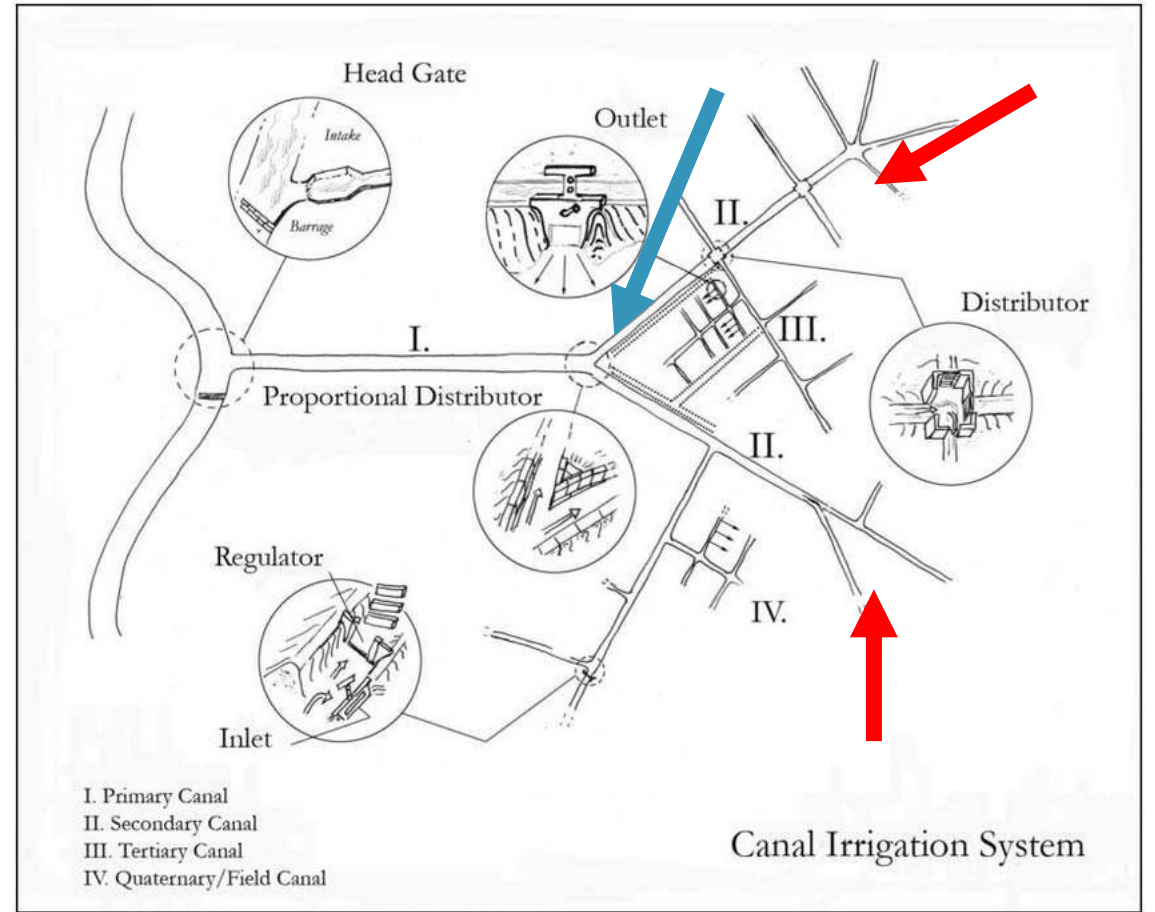 Head Gate
Intake
Barrage
Outlet
II.
Distributor
III.
I.
Proportional Distributor
II.
Regulator
IV.
Inlet
I. Primary Canal
II. Secondary Canal
III. Tertiary Canal
IV. Quaternary/Field Canal
Canal Irrigation System